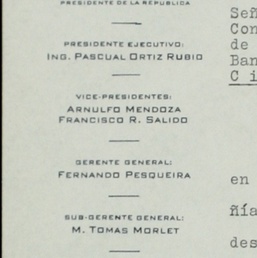 PRESIDENTE DE LA REPUBLICA
PRESIDENTE EJECUTIVO:
ING. PASCUAL ORTIZ RUBIO
VICE-PRESIDENTES:
ARNULFO MENDOZA
FRANCISCO R. SALIDO
GERENTE GENERAL:
FERNANDO PESQUEIRA
SUB-GERENTE GENERAL:
M. TOMAS MORLET
Señ
Con
de
Ban
C i
en
ñía
des